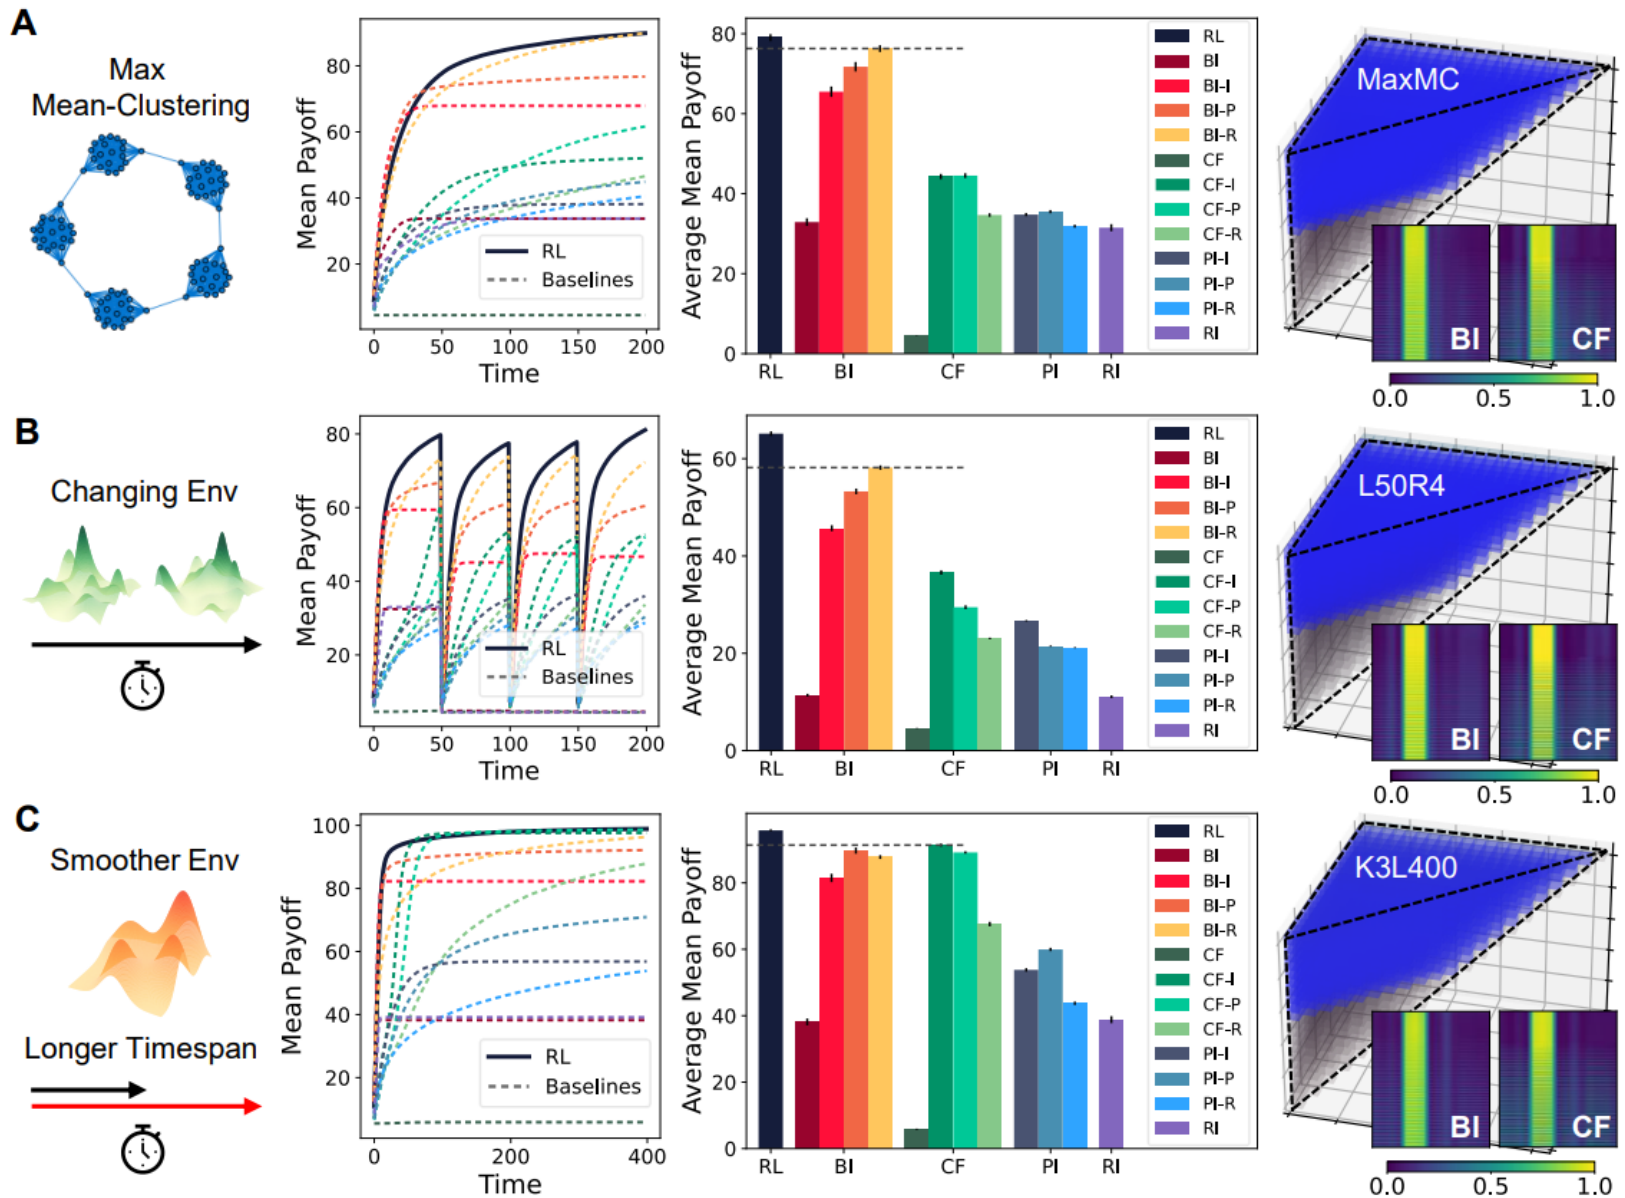 A
Max
Mean-Clustering
Mean Payoff
80
60
40
20
0
50
100
150
200
Time
RL
Baselines
Average Mean Payoff
80
60
40
20
0
RL
BI
CF
PI
RI
RL
BI
BI-I
BI-P
BI-R
CF
CF-I
CF-P
CF-R
PI-I
PI-P
PI-R
RI
MaxMC
BI
CF
0.0
0.5
1.0
B
Changing Env
Mean Payoff
80
60
40
20
0
50
100
150
200
Time
RL
Baselines
Average Mean Payoff
60
40
20
0
RL
BI
CF
PI
RI
RL
BI
BI-I
BI-P
BI-R
CF
CF-I
CF-P
CF-R
PI-I
PI-P
PI-R
RI
L50R4
BI
CF
0.0
0.5
1.0
C
Smoother Env
Longer Timespan
Mean Payoff
100
80
60
40
20
0
200
400
Time
RL
Baselines
Average Mean Payoff
80
60
40
20
0
RL
BI
CF
PI
RI
RL
BI
BI-I
BI-P
BI-R
CF
CF-I
CF-P
CF-R
PI-I
PI-P
PI-R
RI
K3L400
BI
CF
0.0
0.5
1.0